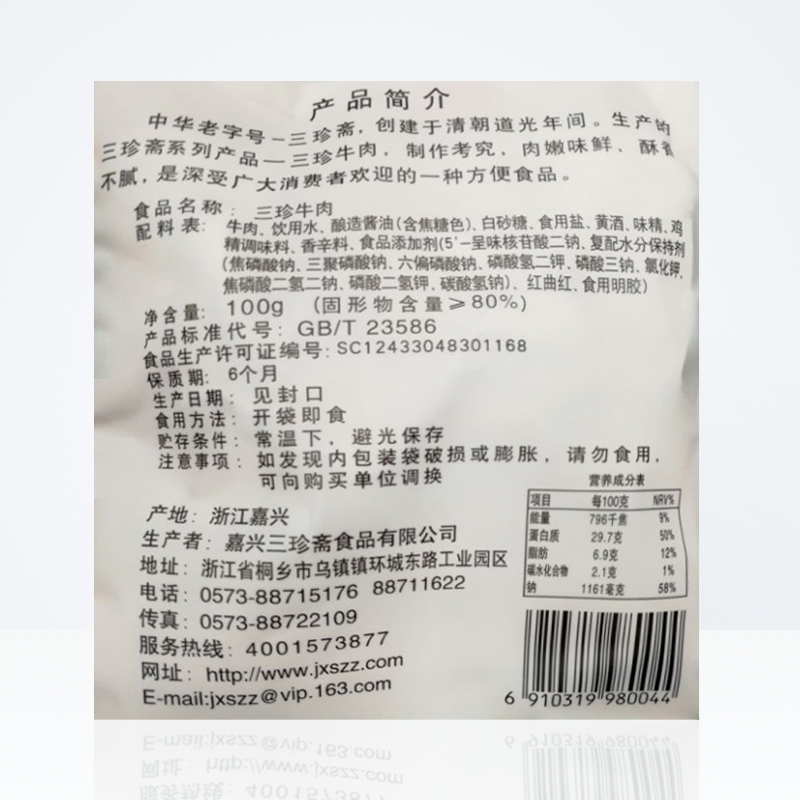 产品简介
中华老字号－三珍斋，创建于清朝道光年间。生产的
三珍斋系列产品—三珍牛肉，制作考究，肉嫩味鲜、酥香
不腻，是深受广大消费者欢迎的一种方便食品。
食品名称：三珍牛肉
配料表：牛肉、饮用水、酿造酱油(含焦糖色)、白砂糖、食用盐、黄酒、味精、鸡
精调味料、香辛料、食品添加剂(5'-呈味核苷酸二钠、复配水分保持剂
(焦磷酸钠、三聚磷酸钠、六偏磷酸钠、磷酸氢二钾、磷酸三钠、氯化钾、
焦磷酸二氢二钠、磷酸二氢钾、碳酸氢钠)、红曲红、食用明胶)
净含量：100g （固形物含量≥80%）
产品标准代号：GB/T 23586
食品生产许可证编号：SC12433048301168
保质期：6个月
生产日期：见封口
食用方法：开袋即食
贮存条件：常温下，避光保存
注意事项：如发现内包装袋破损或膨胀，请勿食用，
可向购买单位调换
营养成分表
项目 每100克 NRV%
能量 796千焦 9%
蛋白质 29.7克 50%
脂肪 6.9克 12%
碳水化合物 2.1克 1%
钠 1161毫克 58%
产地：浙江嘉兴
生产者：嘉兴三珍斋食品有限公司
地址：浙江省桐乡市乌镇镇环城东路工业园区
电话：0573-88715176 88711622
传真：0573-88722109
服务热线：4001573877
网址：http://www.jxszz.com
E-mail:jxszz@vip.163.com
6 910319 980044